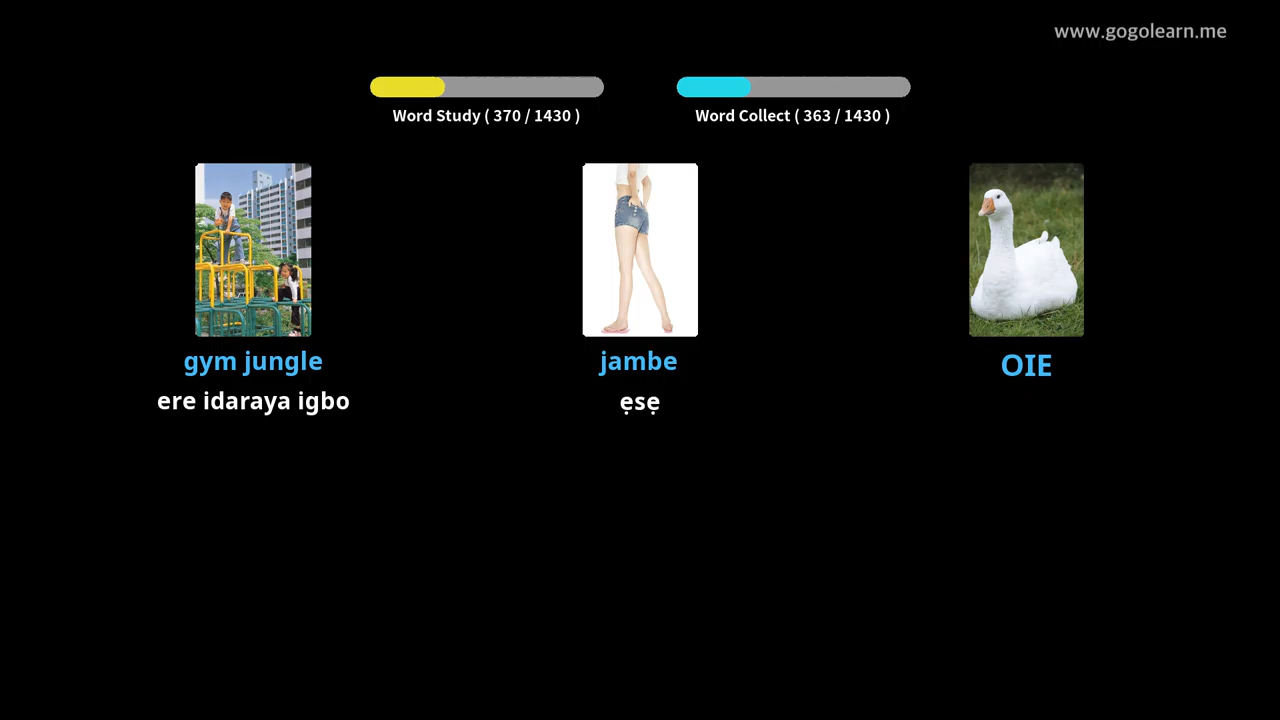 www.gogolearn.me
Word Study ( 370 / 1430 )
Word Collect ( 363 / 1430 )
gym jungle
ere idaraya igbo
jambe
ẹsẹ
OIE